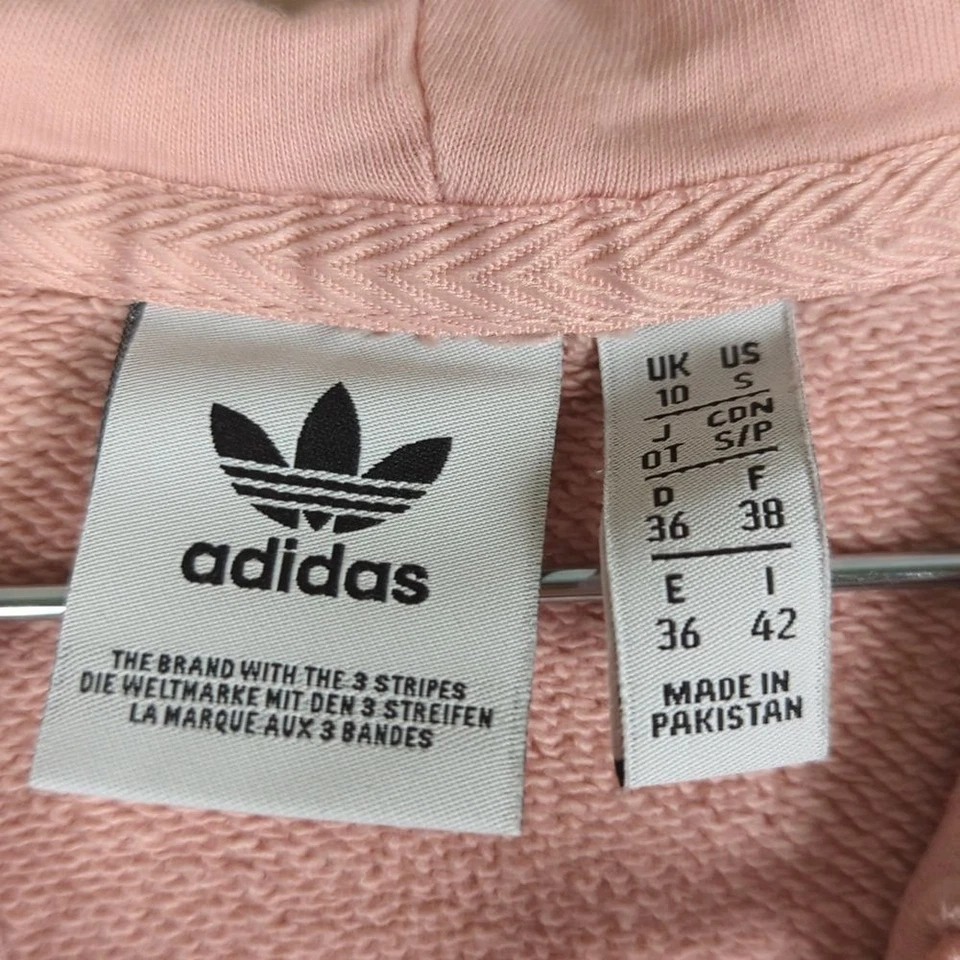 adidas
THE BRAND WITH THE 3 STRIPES
DIE WELTMARKE MIT DEN 3 STREIFEN
LA MARQUE AUX 3 BANDES
UK US
10 S
J CDN
OT S/P
D F
36 38
E I
36 42
MADE IN
PAKISTAN